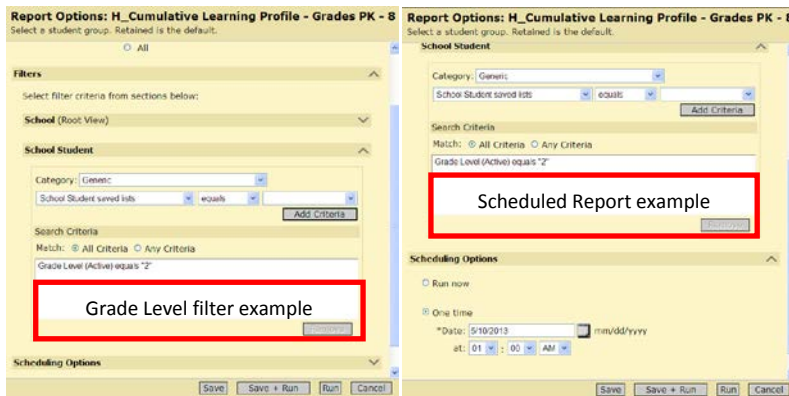 Report Options: H_Cumulative Learning Profile - Grades PK - 8
Select a student group. Retained is the default.
All
Filters
Select filter criteria from sections below:
School (Root View)
School Student
Category: Generic
School Student saved lists equals
Add Criteria
Search Criteria
Match: All Criteria Any Criteria
Grade Level (Active) equals "2"
Grade Level filter example
Remove
Scheduling Options
Save Save + Run Run Cancel
Report Options: H_Cumulative Learning Profile - Grades PK - 8
Select a student group. Retained is the default.
School Student
Category: Generic
School Student saved lists equals
Add Criteria
Search Criteria
Match: All Criteria Any Criteria
Grade Level (Active) equals "2"
Scheduled Report example
Remove
Scheduling Options
Run now
One time
*Date: 5/10/2013 mm/dd/yyyy
at: 01 : 00 AM
Save Save + Run Run Cancel